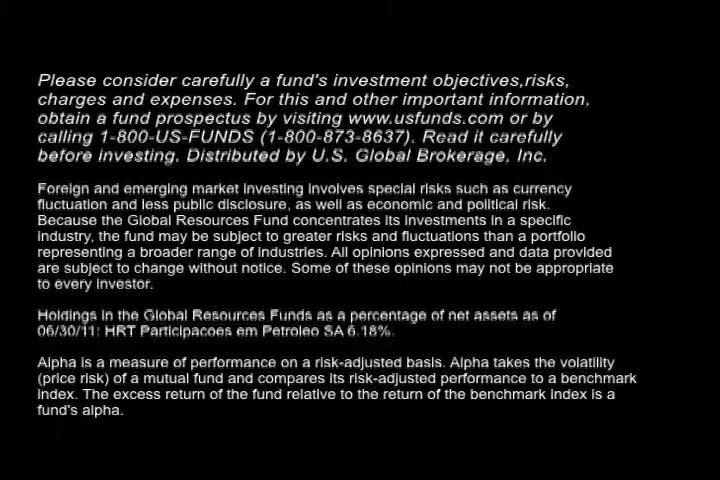 Please consider carefully a fund's investment objectives,risks,
charges and expenses. For this and other important information,
obtain a fund prospectus by visiting www.usfunds.com or by
calling 1-800-US-FUNDS (1-800-873-8637). Read it carefully
before investing. Distributed by U.S. Global Brokerage, Inc.
Foreign and emerging market investing involves special risks such as currency
fluctuation and less public disclosure, as well as economic and political risk.
Because the Global Resources Fund concentrates its investments in a specific
industry, the fund may be subject to greater risks and fluctuations than a portfolio
representing a broader range of industries. All opinions expressed and data provided
are subject to change without notice. Some of these opinions may not be appropriate
to every investor.
Holdings in the Global Resources Funds as a percentage of net assets as of
06/30/11: HRT Participacoes em Petroleo SA 6.18%.
Alpha is a measure of performance on a risk-adjusted basis. Alpha takes the volatility
(price risk) of a mutual fund and compares its risk-adjusted performance to a benchmark
index. The excess return of the fund relative to the return of the benchmark index is a
fund's alpha.